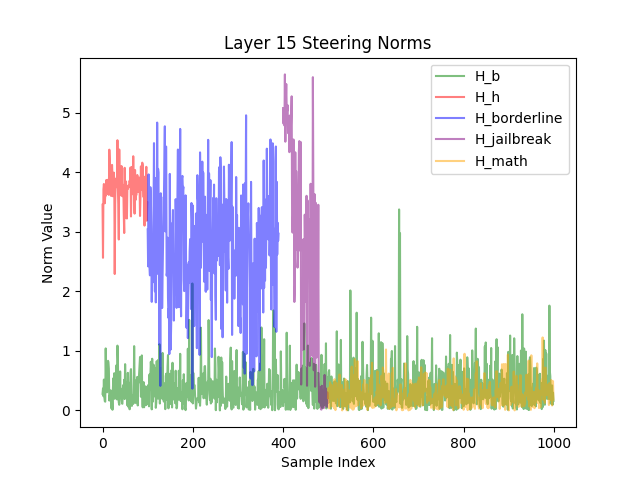 Layer 15 Steering Norms
Norm Value
5
4
3
2
1
0
0
200
400
600
800
1000
Sample Index
H_b
H_h
H_borderline
H_jailbreak
H_math